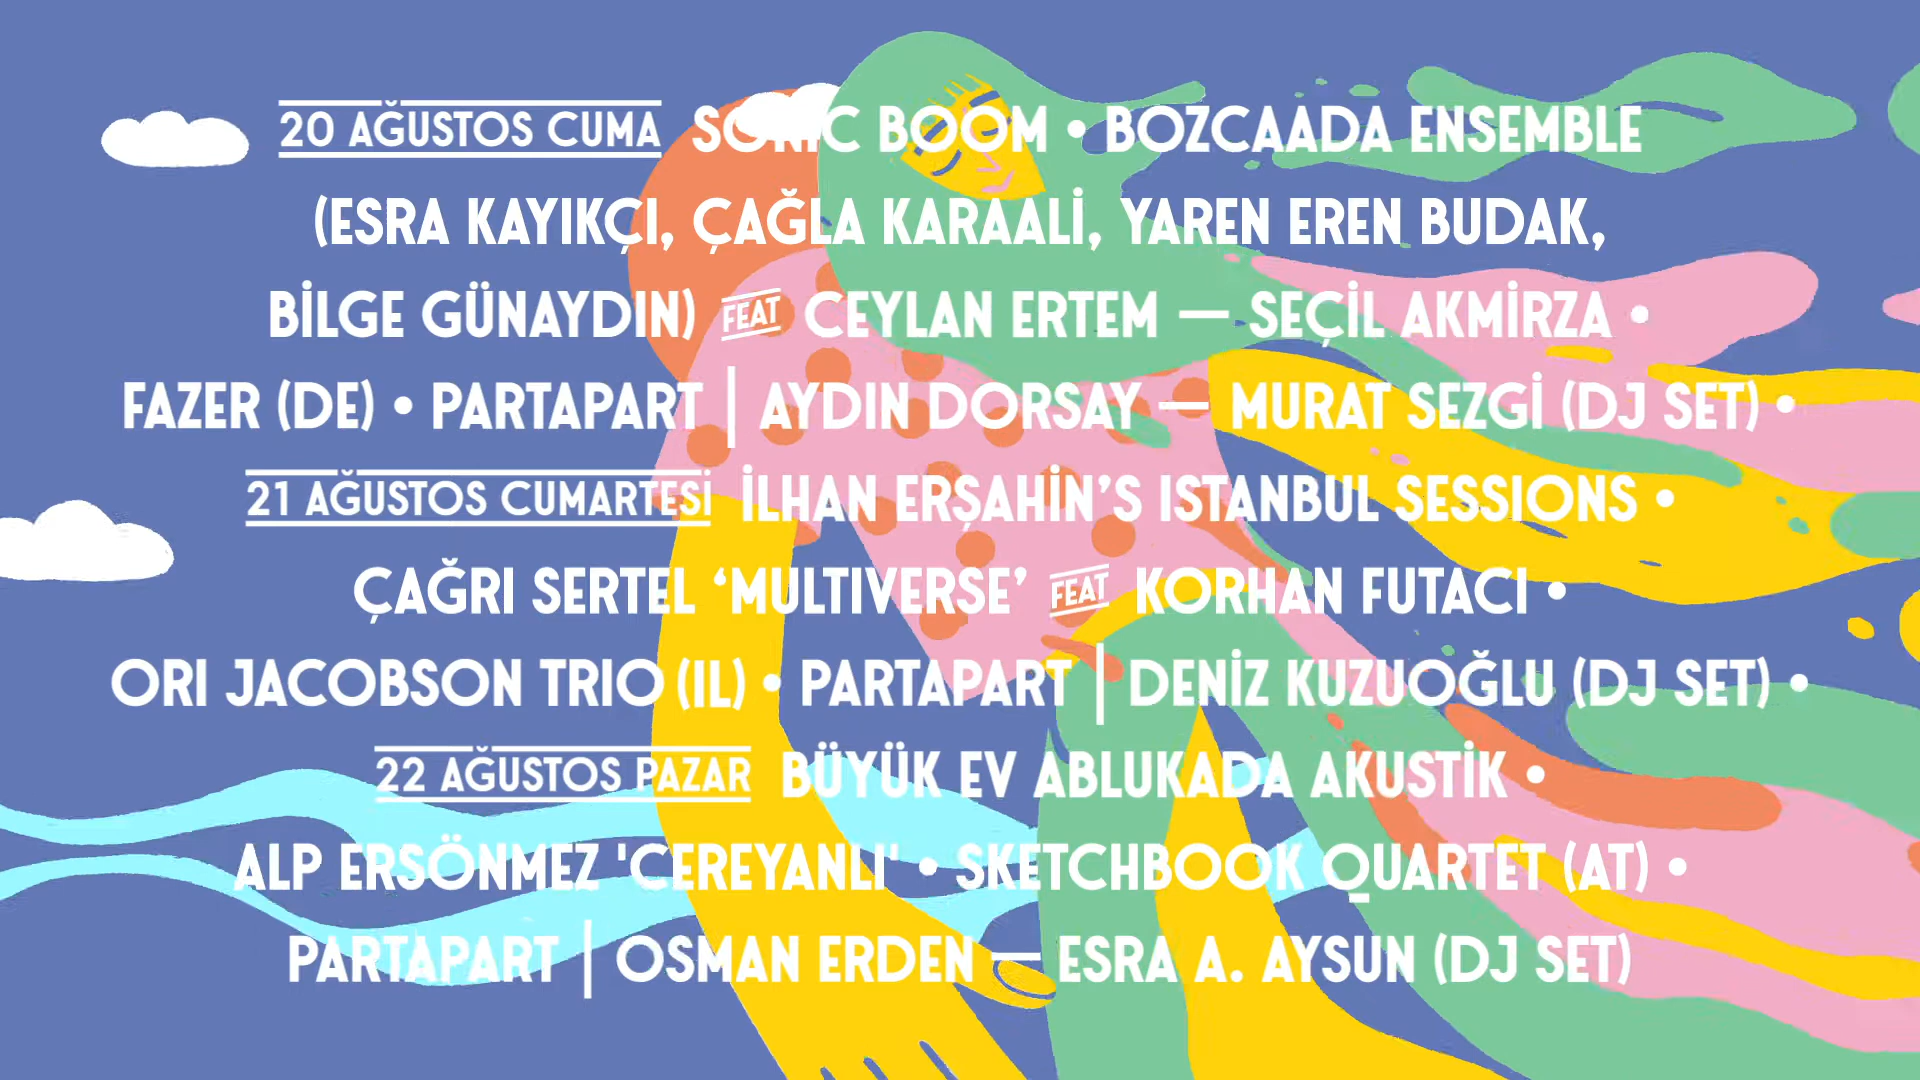 20 AĞUSTOS CUMA SONIC BOOM • BOZCAADA ENSEMBLE
(ESRA KAYIKÇI, ÇAĞLA KARAALİ, YAREN EREN BUDAK,
BİLGE GÜNAYDIN) FEAT CEYLAN ERTEM — SEÇİL AKMİRZA •
FAZER (DE) • PARTAPART | AYDIN DORSAY — MURAT SEZGİ (DJ SET) •
21 AĞUSTOS CUMARTESİ İLHAN ERŞAHİN’S ISTANBUL SESSIONS •
ÇAĞRI SERTEL ‘MULTIVERSE’ FEAT KORHAN FUTACI •
ORI JACOBSON TRIO (IL) • PARTAPART | DENİZ KUZUOĞLU (DJ SET) •
22 AĞUSTOS PAZAR BÜYÜK EV ABLUKADA AKUSTİK •
ALP ERSÖNMEZ 'CEREYANLI' • SKETCHBOOK QUARTET (AT) •
PARTAPART | OSMAN ERDEN — ESRA A. AYSUN (DJ SET)